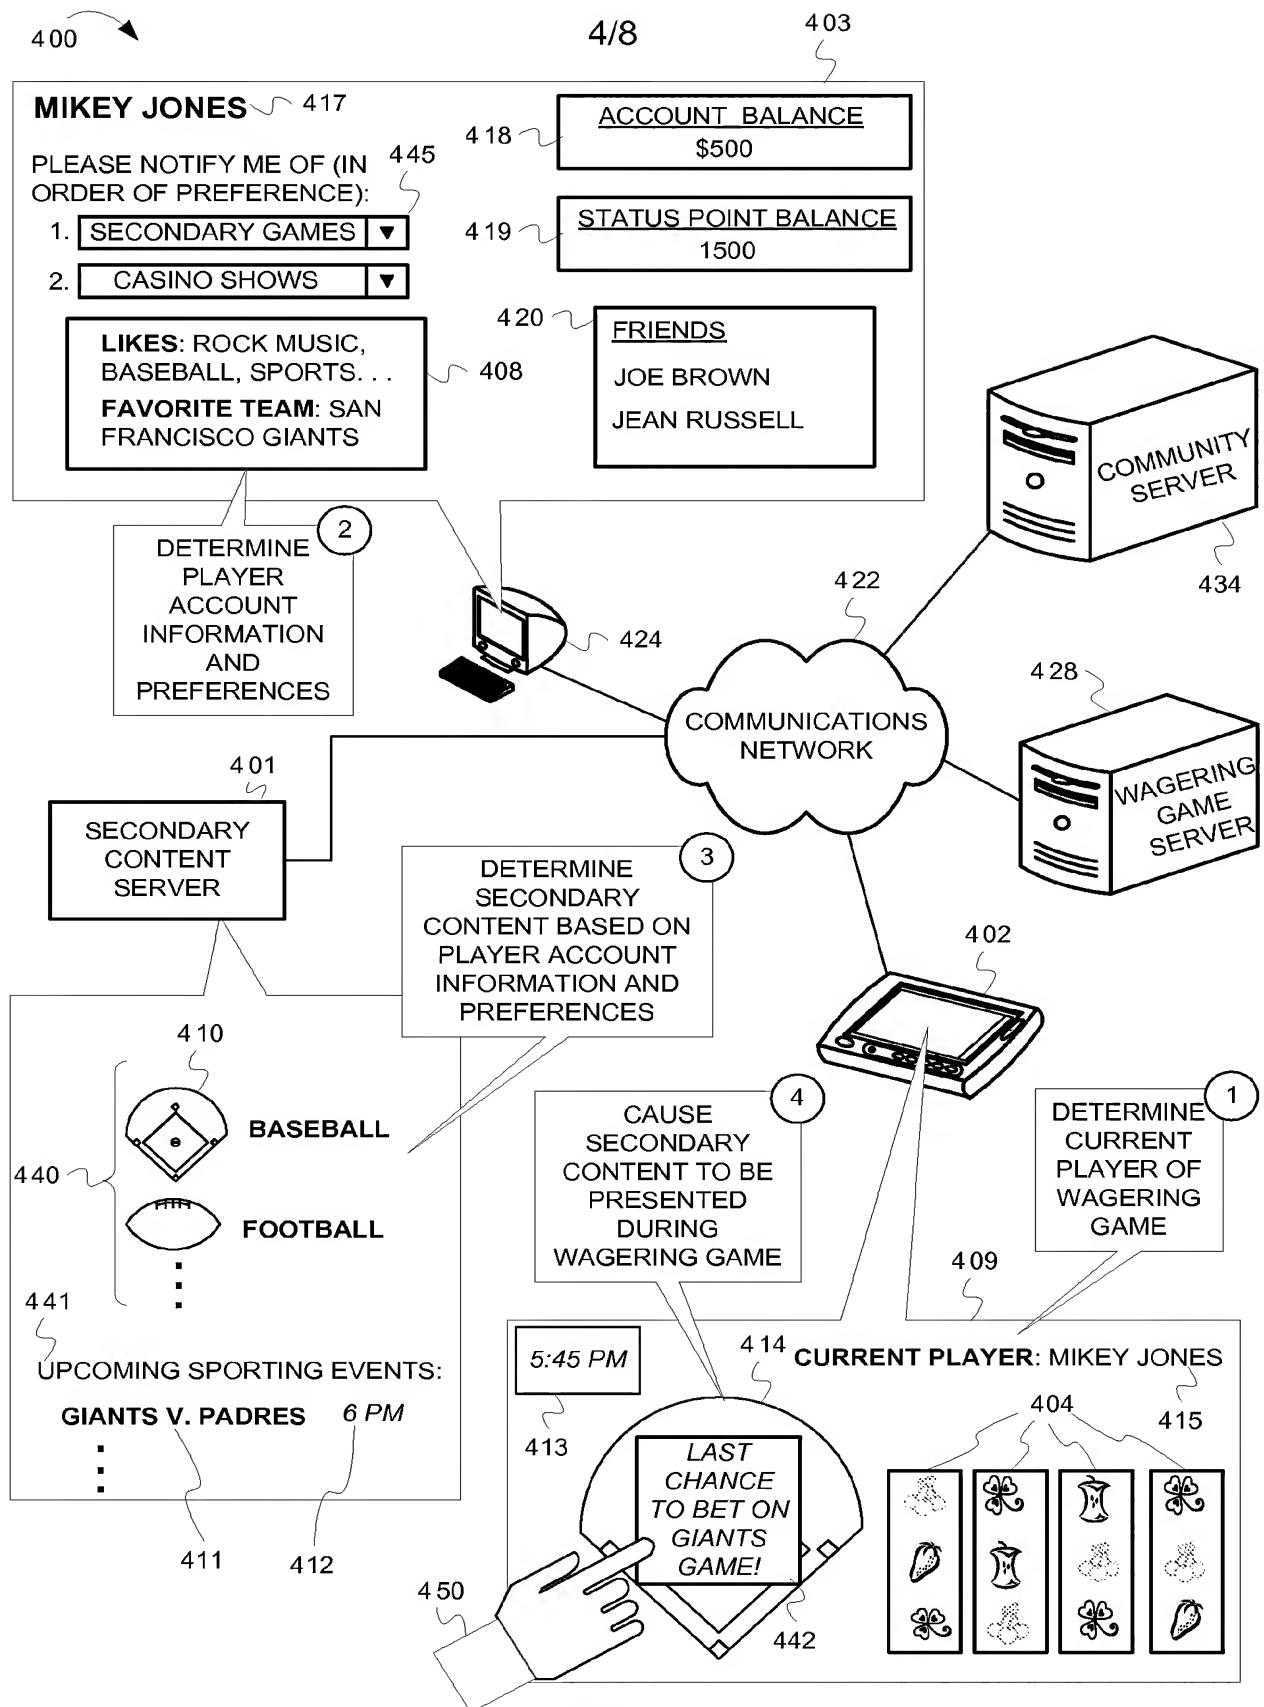 400
4/8
403
MIKEY JONES
417
PLEASE NOTIFY ME OF (IN
ORDER OF PREFERENCE):
445
1. SECONDARY GAMES ▼
2. CASINO SHOWS ▼
LIKES: ROCK MUSIC,
BASEBALL, SPORTS. . .
FAVORITE TEAM: SAN
FRANCISCO GIANTS
408
418
ACCOUNT BALANCE
$500
419
STATUS POINT BALANCE
1500
420
FRIENDS
JOE BROWN
JEAN RUSSELL
COMMUNITY
SERVER
434
2
DETERMINE
PLAYER
ACCOUNT
INFORMATION
AND
PREFERENCES
424
422
COMMUNICATIONS
NETWORK
428
WAGERING
GAME
SERVER
401
SECONDARY
CONTENT
SERVER
3
DETERMINE
SECONDARY
CONTENT BASED ON
PLAYER ACCOUNT
INFORMATION AND
PREFERENCES
402
410
BASEBALL
440
FOOTBALL
441
UPCOMING SPORTING EVENTS:
GIANTS V. PADRES 6 PM
411
412
4
CAUSE
SECONDARY
CONTENT TO BE
PRESENTED
DURING
WAGERING GAME
1
DETERMINE
CURRENT
PLAYER OF
WAGERING
GAME
409
5:45 PM
413
414
CURRENT PLAYER: MIKEY JONES
404
415
LAST
CHANCE
TO BET ON
GIANTS
GAME!
450
442